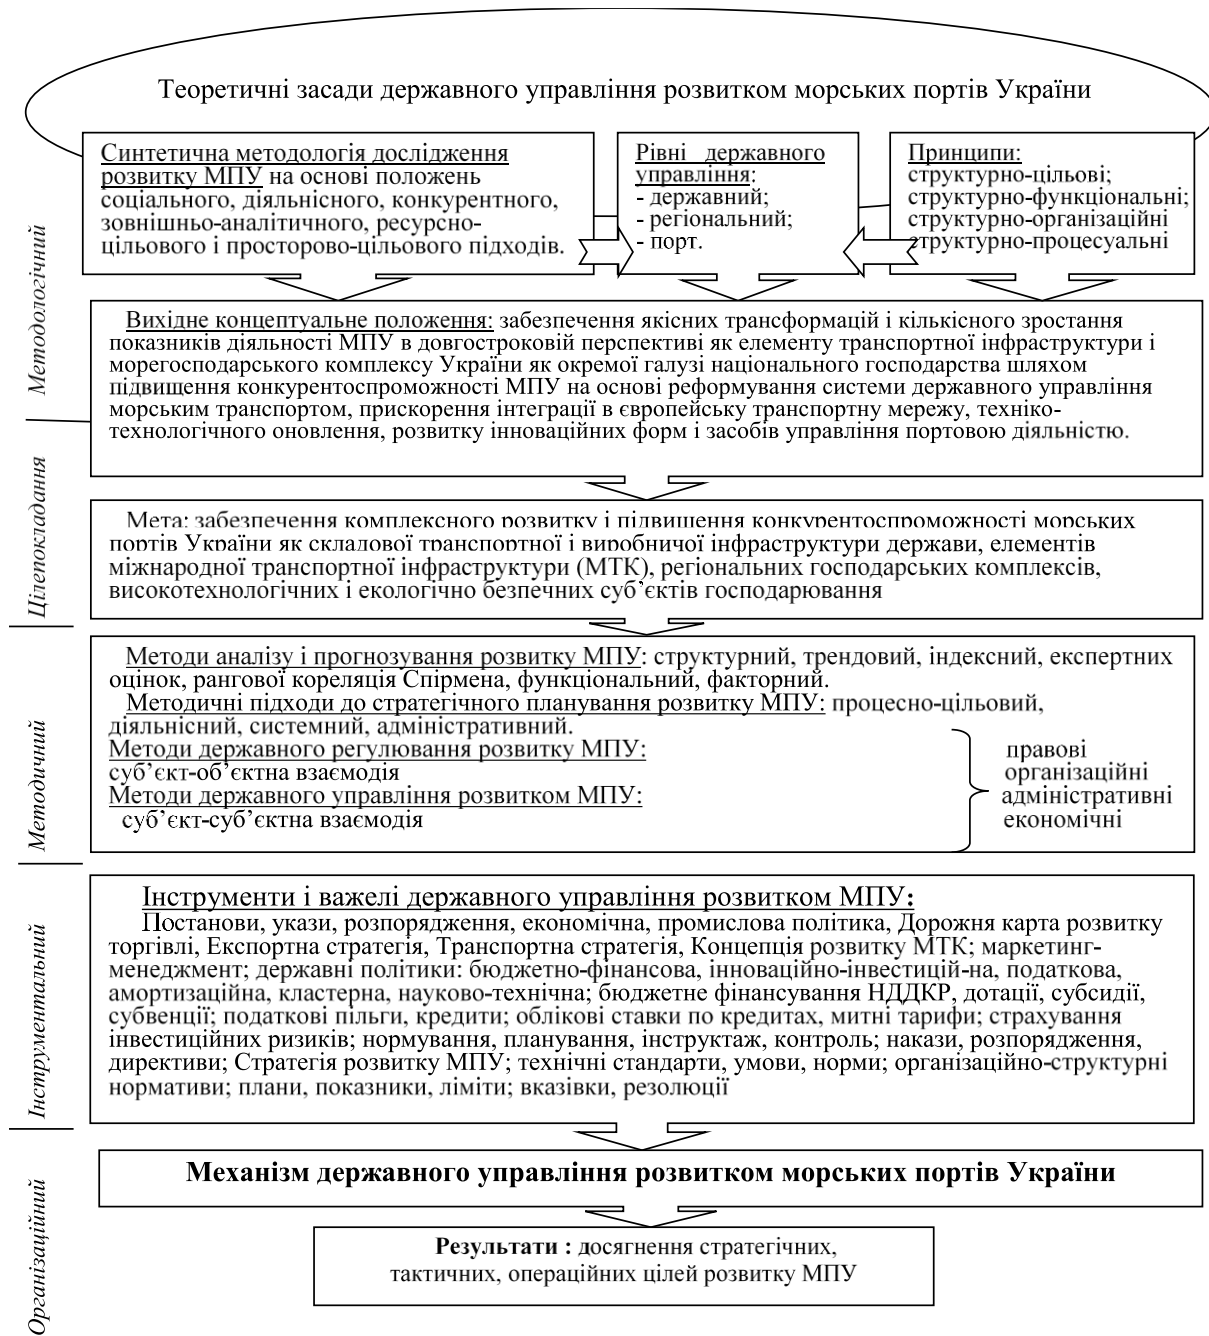 Теоретичні засади державного управління розвитком морських портів України
Синтетична методологія дослідження
розвитку МПУ на основі положень
соціального, діяльнісного, конкурентного,
зовнішньо-аналітичного, ресурсно-
цільового і просторово-цільового підходів.
Рівні державного
управління:
- державний;
- регіональний;
- порт.
Принципи:
структурно-цільові;
структурно-функціональні;
структурно-організаційні
структурно-процесуальні
Методологічний
Вихідне концептуальне положення: забезпечення якісних трансформацій і кількісного зростання
показників діяльності МПУ в довгостроковій перспективі як елементу транспортної інфраструктури і
морегосподарського комплексу України як окремої галузі національного господарства шляхом
підвищення конкурентоспроможності МПУ на основі реформування системи державного управління
морським транспортом, прискорення інтеграції в європейську транспортну мережу, техніко-
технологічного оновлення, розвитку інноваційних форм і засобів управління портовою діяльністю.
Цілепокладання
Мета: забезпечення комплексного розвитку і підвищення конкурентоспроможності морських
портів України як складової транспортної і виробничої інфраструктури держави, елементів
міжнародної транспортної інфраструктури (МТК), регіональних господарських комплексів,
високотехнологічних і екологічно безпечних суб’єктів господарювання
Методичний
Методи аналізу і прогнозування розвитку МПУ: структурний, трендовий, індексний, експертних
оцінок, рангової кореляція Спірмена, функціональний, факторний.
Методичні підходи до стратегічного планування розвитку МПУ: процесно-цільовий,
діяльнісний, системний, адміністративний.
Методи державного регулювання розвитку МПУ:
суб’єкт-об’єктна взаємодія
Методи державного управління розвитком МПУ:
суб’єкт-суб’єктна взаємодія
правові
організаційні
адміністративні
економічні
Інструментальний
Інструменти і важелі державного управління розвитком МПУ:
Постанови, укази, розпорядження, економічна, промислова політика, Дорожня карта розвитку
торгівлі, Експортна стратегія, Транспортна стратегія, Концепція розвитку МТК; маркетинг-
менеджмент; державні політики: бюджетно-фінансова, інноваційно-інвестицій-на, податкова,
амортизаційна, кластерна, науково-технічна; бюджетне фінансування НДДКР, дотації, субсидії,
субвенції; податкові пільги, кредити; облікові ставки по кредитах, митні тарифи; страхування
інвестиційних ризиків; нормування, планування, інструктаж, контроль; накази, розпорядження,
директиви; Стратегія розвитку МПУ; технічні стандарти, умови, норми; організаційно-структурні
нормативи; плани, показники, ліміти; вказівки, резолюції
Організаційний
Механізм державного управління розвитком морських портів України
Результати : досягнення стратегічних,
тактичних, операційних цілей розвитку МПУ